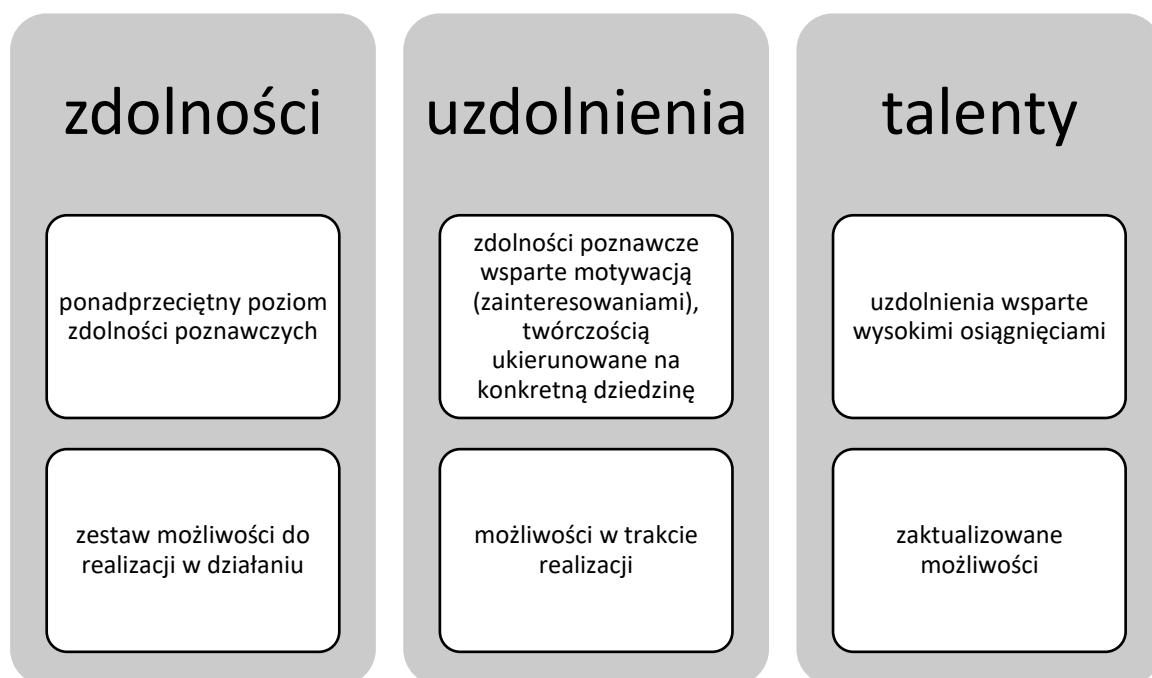 zdolności
ponadprzeciętny poziom
zdolności poznawczych
zestaw możliwości do
realizacji w działaniu
uzdolnienia
zdolności poznawcze
wsparte motywacją
(zainteresowaniami),
twórczością
ukierunowane na
konkretną dziedzinę
możliwości w trakcie
realizacji
talenty
uzdolnienia wsparte
wysokimi osiągnięciami
zaktualizowane
możliwości